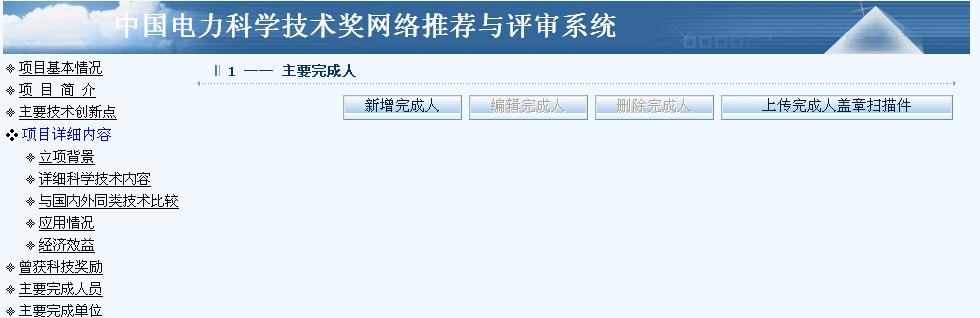 中国电力科学技术奖网络推荐与评审系统
项目基本情况
项 目 简 介
主要技术创新点
项目详细内容
立项背景
详细科学技术内容
与国内外同类技术比较
应用情况
经济效益
曾获科技奖励
主要完成人员
主要完成单位
1 —— 主要完成人
新增完成人 编辑完成人 删除完成人 上传完成人盖章扫描件